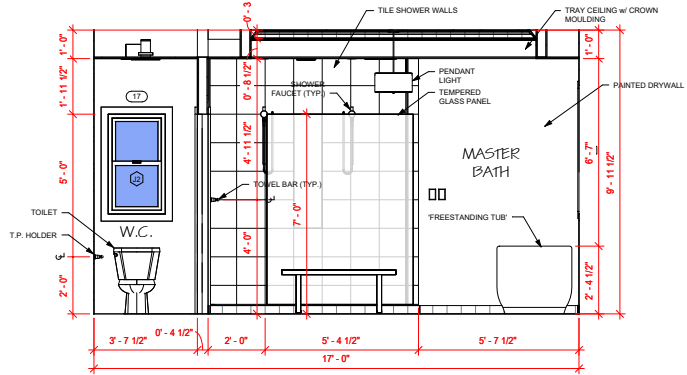 TILE SHOWER WALLS
TRAY CEILING w/ CROWN
MOULDING
0' - 3
1' - 0"
1' - 0"
PENDANT
LIGHT
SHOWER
FAUCET (TYP.)
TEMPERED
GLASS PANEL
PAINTED DRYWALL
1' - 11 1/2"
0' - 8 1/2"
17
J2
4' - 11 1/2"
5' - 0"
6' - 7"
9' - 11 1/2"
MASTER
BATH
TOWEL BAR (TYP.)
7' - 0"
TOILET
W.C.
'FREESTANDING TUB'
T.P. HOLDER
4' - 0"
2' - 0"
2' - 4 1/2"
3' - 7 1/2"
0' - 4 1/2"
2' - 0"
5' - 4 1/2"
5' - 7 1/2"
17' - 0"